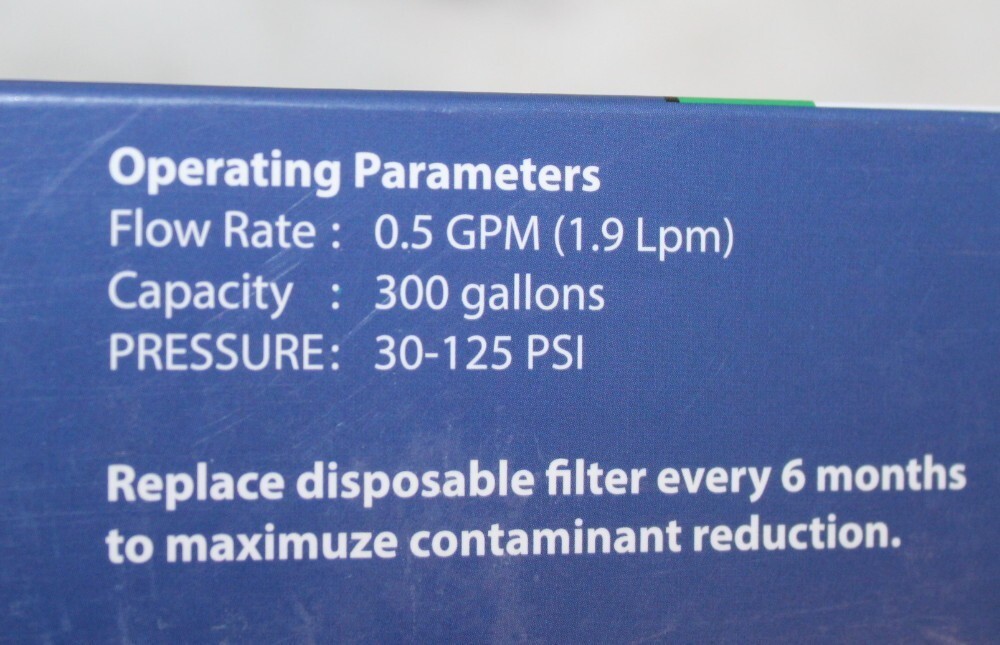 Operating Parameters
Flow Rate : 0.5 GPM (1.9 Lpm)
Capacity : 300 gallons
PRESSURE : 30-125 PSI
Replace disposable filter every 6 months
to maximuze contaminant reduction.